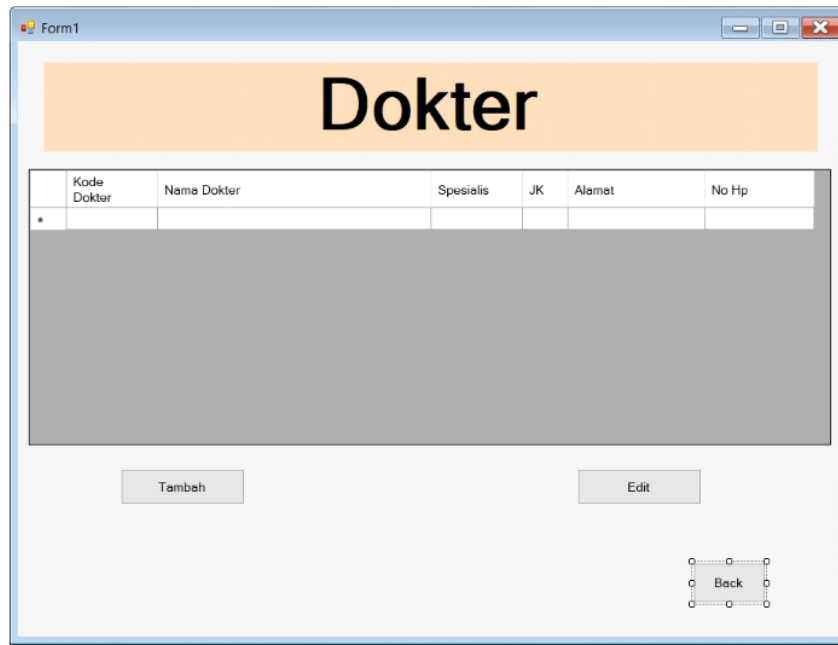 Form1
Dokter
Kode
Dokter
Nama Dokter
Spesialis
JK
Alamat
No Hp
*
Tambah
Edit
Back